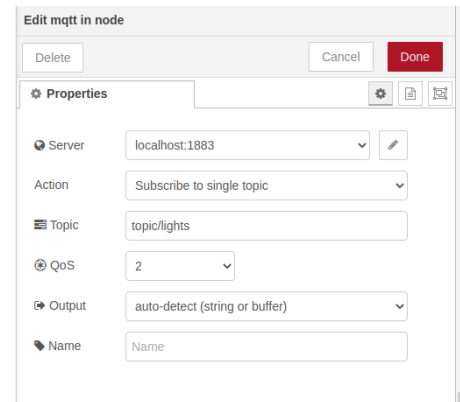 Edit mqtt in node
Delete Cancel Done
Properties
Server localhost:1883
Action Subscribe to single topic
Topic topic/lights
QoS 2
Output auto-detect (string or buffer)
Name Name